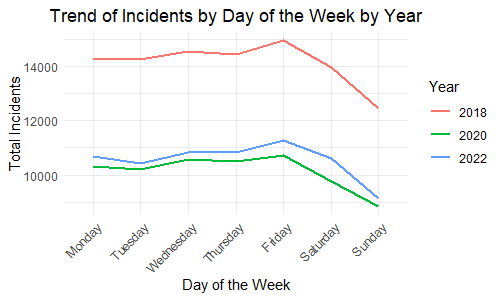 Trend of Incidents by Day of the Week by Year
Total Incidents
14000
12000
10000
Monday
Tuesday
Wednesday
Thursday
Friday
Saturday
Sunday
Day of the Week
Year
2018
2020
2022